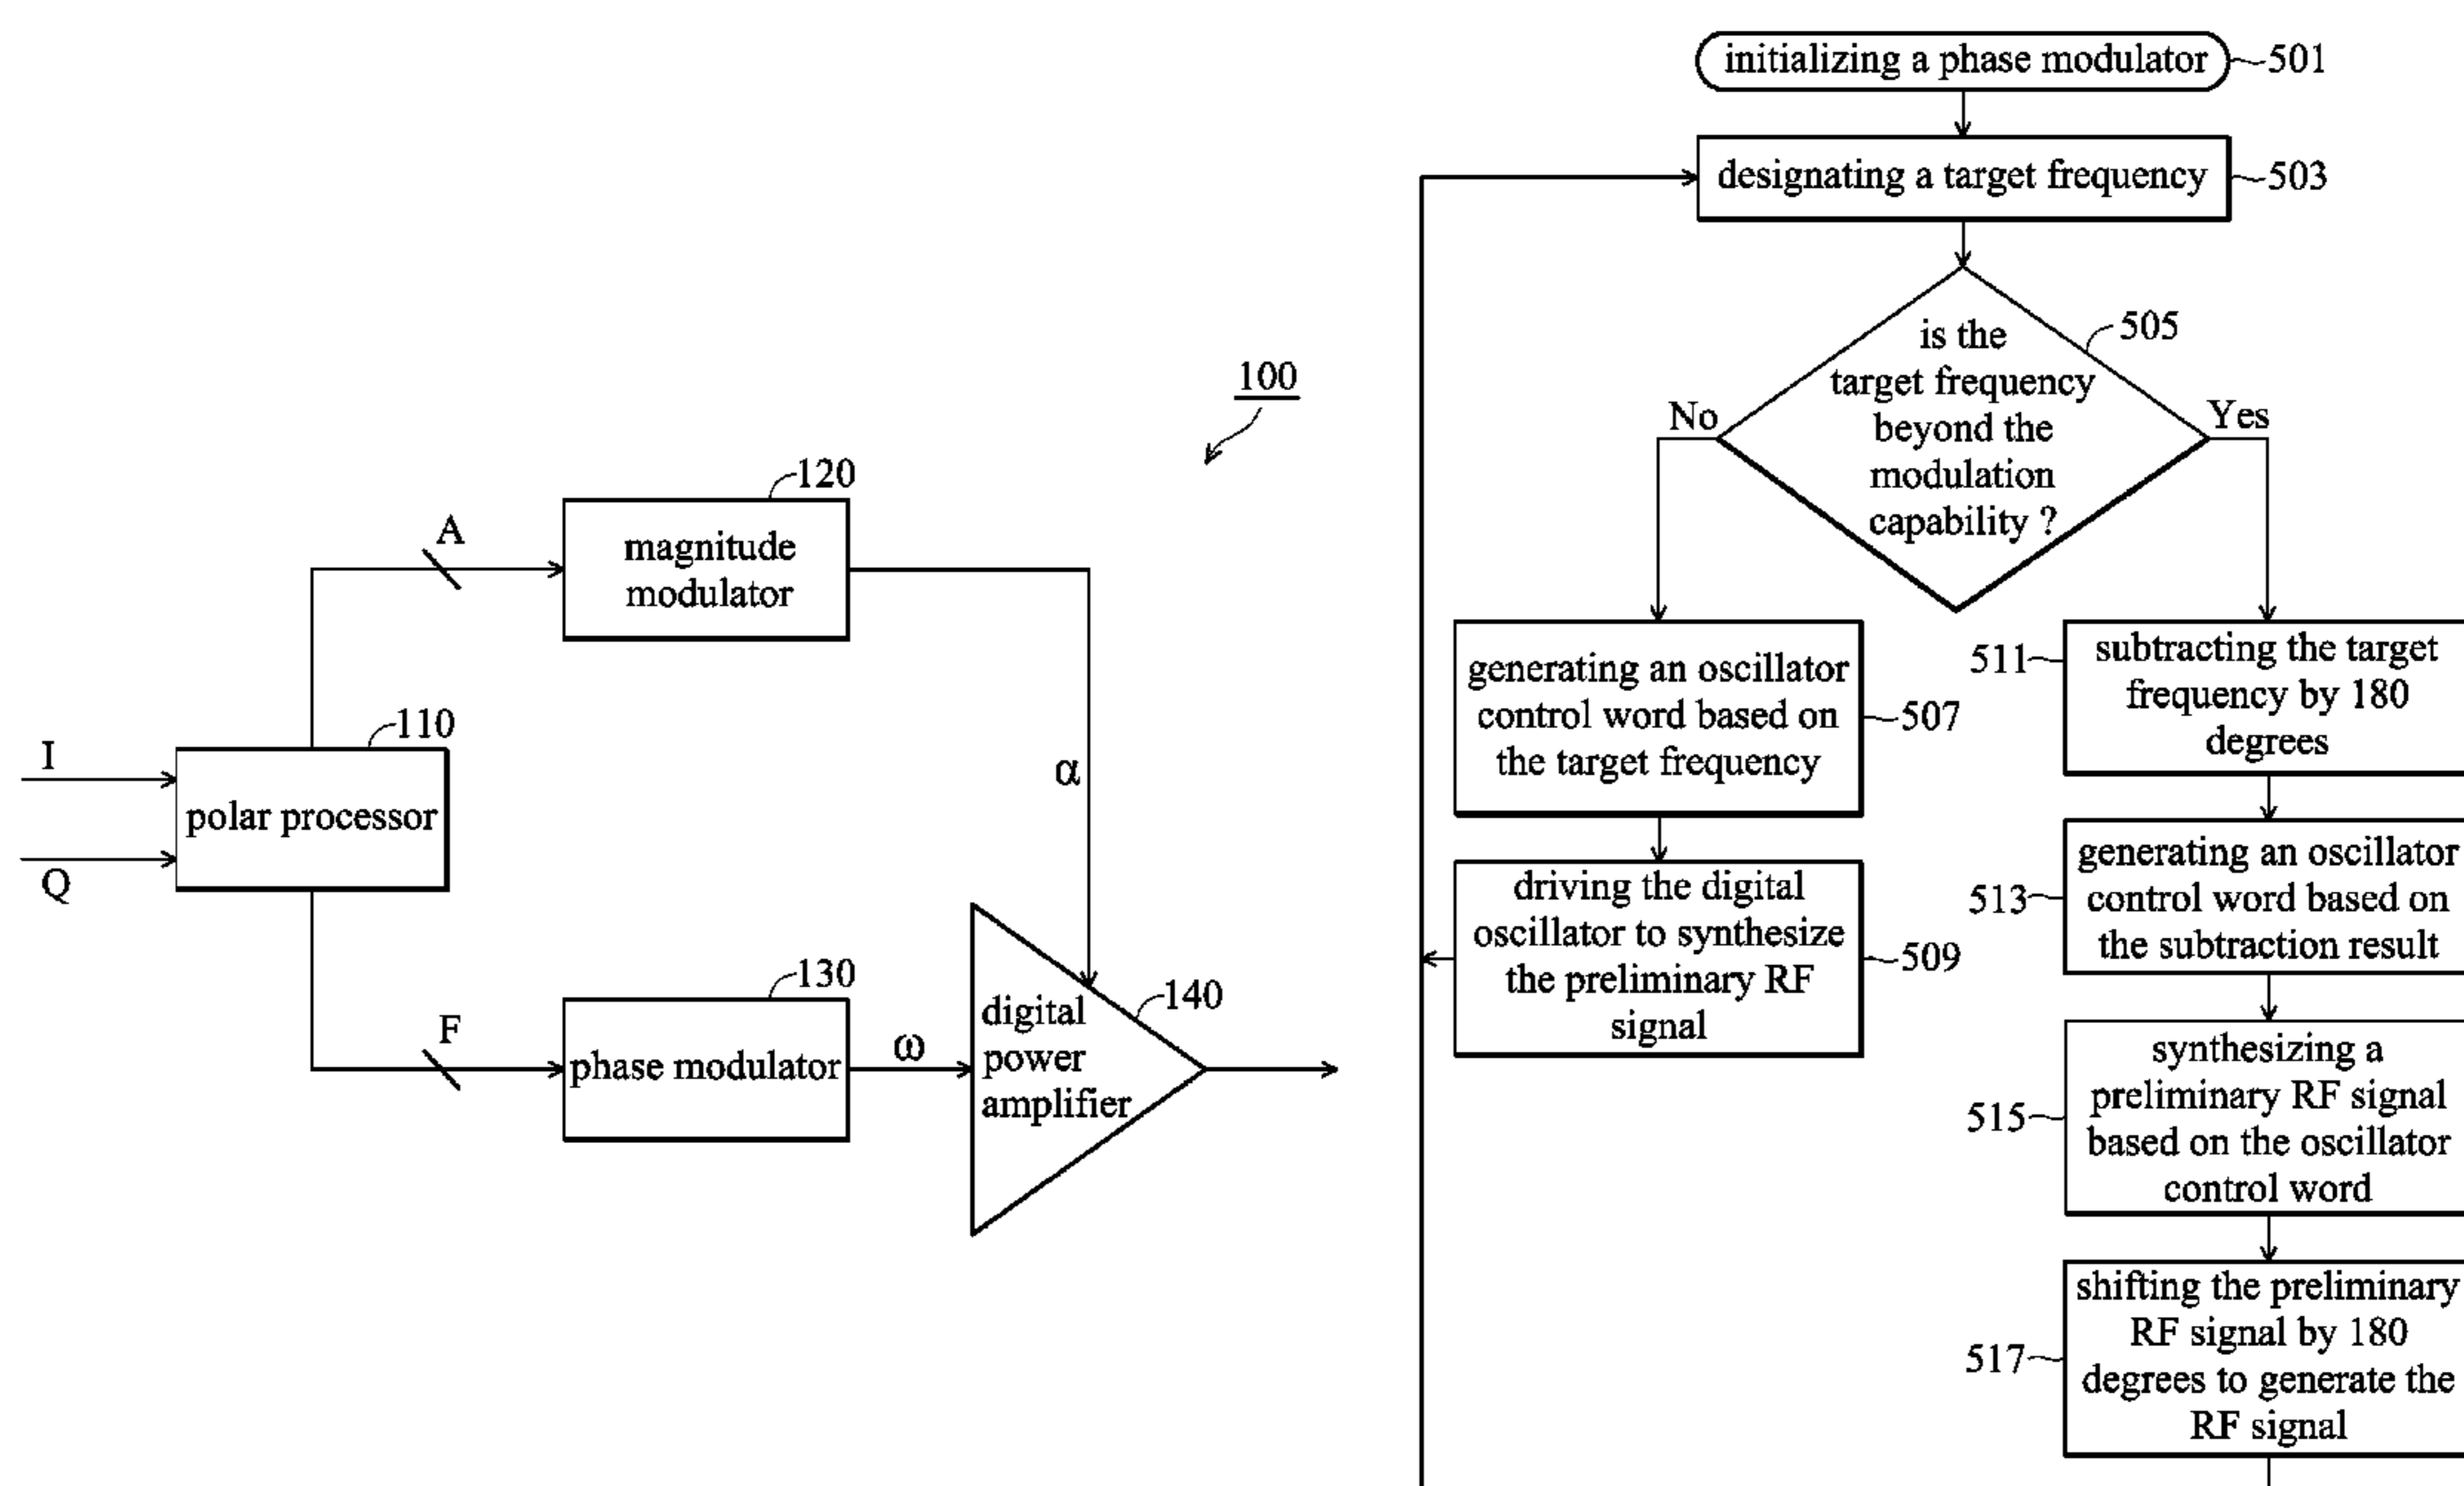 100
120
A
magnitude
modulator
110
I
polar processor
Q
α
130
F
phase modulator
ω
140
digital
power
amplifier
initializing a phase modulator
501
designating a target frequency
503
is the
target frequency
beyond the
modulation
capability ?
505
No
Yes
generating an oscillator
control word based on
the target frequency
507
driving the digital
oscillator to synthesize
the preliminary RF
signal
509
511
subtracting the target
frequency by 180
degrees
513
generating an oscillator
control word based on
the subtraction result
515
synthesizing a
preliminary RF signal
based on the oscillator
control word
517
shifting the preliminary
RF signal by 180
degrees to generate the
RF signal